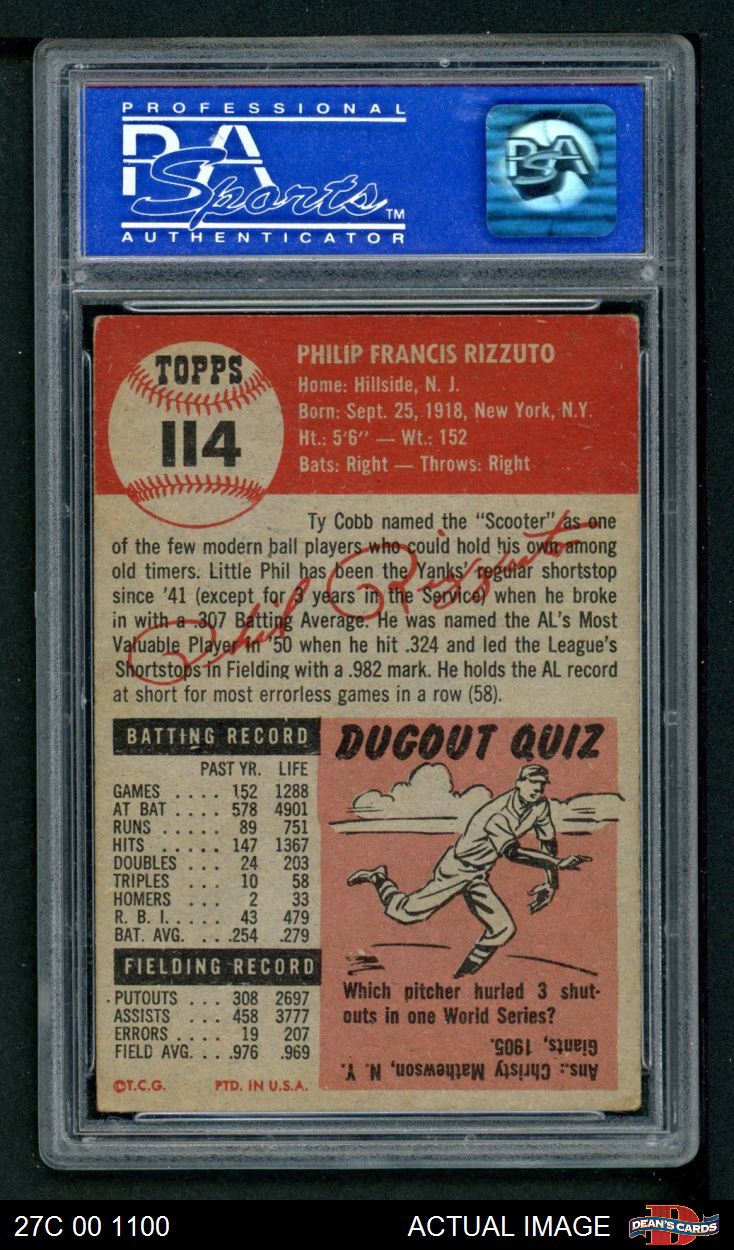 PROFESSIONAL
PSA
Sports™
AUTHENTICATOR
PSA
TOPPS
114
PHILIP FRANCIS RIZZUTO
Home: Hillside, N. J.
Born: Sept. 25, 1918, New York, N.Y.
Ht.: 5'6" — Wt.: 152
Bats: Right — Throws: Right
Ty Cobb named the "Scooter" as one
of the few modern ball players who could hold his own among
old timers. Little Phil has been the Yanks' regular shortstop
since '41 (except for 3 years in the Service) when he broke
in with a .307 Batting Average. He was named the AL's Most
Valuable Player in '50 when he hit .324 and led the League's
Shortstops in Fielding with a .982 mark. He holds the AL record
at short for most errorless games in a row (58).
Phil Rizzuto
BATTING RECORD
PAST YR. LIFE
GAMES .... 152 1288
AT BAT .... 578 4901
RUNS .... 89 751
HITS .... 147 1367
DOUBLES ... 24 203
TRIPLES ... 10 58
HOMERS ... 2 33
R. B. I. .... 43 479
BAT. AVG. ... .254 .279
FIELDING RECORD
PUTOUTS ... 308 2697
ASSISTS ... 458 3777
ERRORS ... 19 207
FIELD AVG. ... .976 .969
©T.C.G. PTD. IN U.S.A.
DUGOUT QUIZ
Which pitcher hurled 3 shut-
outs in one World Series?
Ans.: Christy Mathewson, N. Y.
Giants, 1905.
27C 00 1100
ACTUAL IMAGE
D
DEAN'S CARDS